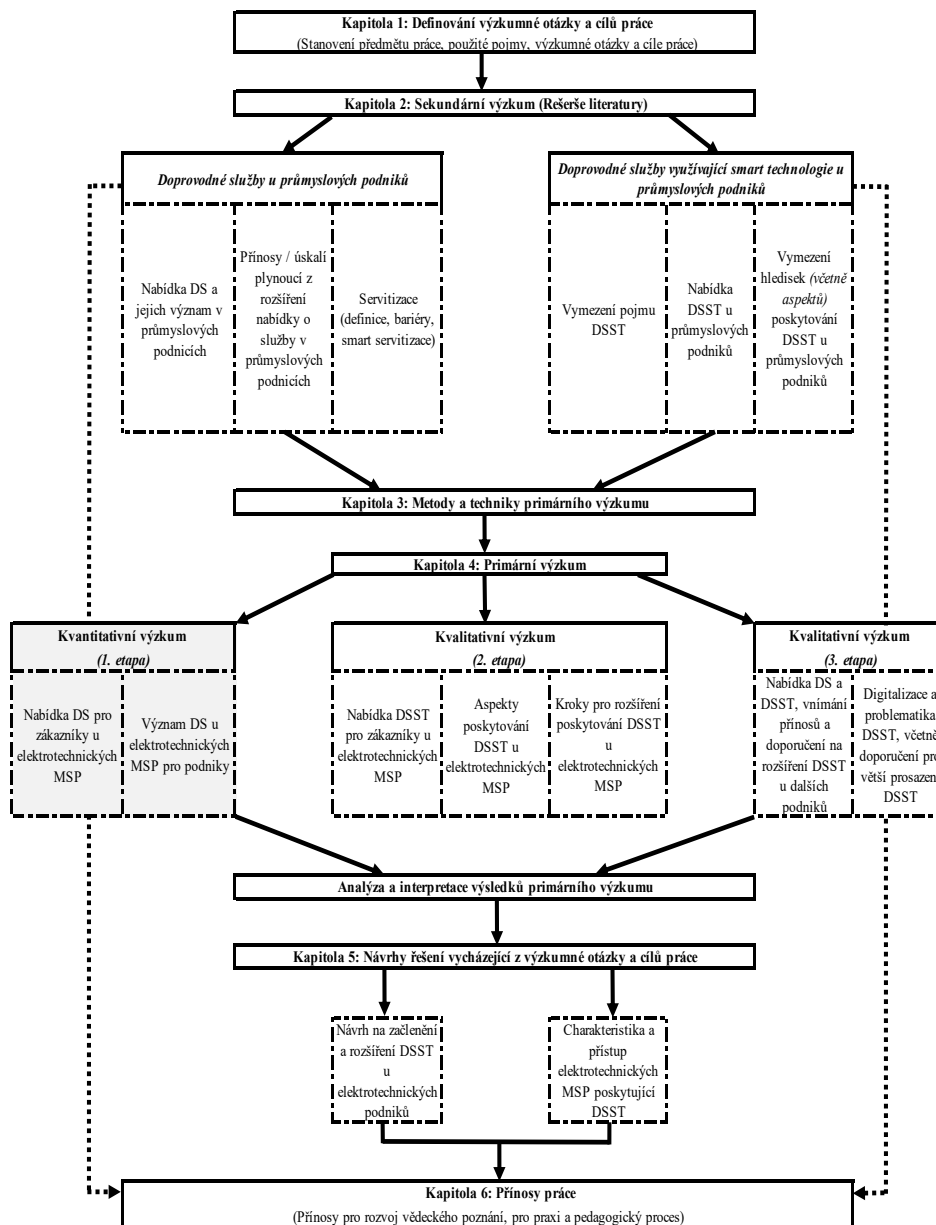 Kapitola 1: Definování výzkumné otázky a cílů práce
(Stanovení předmětu práce, použité pojmy, výzkumné otázky a cíle práce)
Kapitola 2: Sekundární výzkum (Rešerše literatury)
Doprovodné služby u průmyslových podniků
Nabídka DS a
jejich význam v
průmyslových
podnicích
Přínosy / úskalí
plynoucí z
rozšíření
nabídky o
služby v
průmyslových
podnicích
Servitizace
(definice, bariéry,
smart servitizace)
Doprovodné služby využívající smart technologie u
průmyslových podniků
Vymezení pojmu
DSST
Nabídka
DSST u
průmyslových
podniků
Vymezení
hledisek (včetně
aspektů)
poskytování
DSST u
průmyslových
podniků
Kapitola 3: Metody a techniky primárního výzkumu
Kapitola 4: Primární výzkum
Kvantitativní výzkum
(1. etapa)
Nabídka DS pro
zákazníky u
elektrotechnických
MSP
Význam DS u
elektrotechnických
MSP pro podniky
Kvalitativní výzkum
(2. etapa)
Nabídka DSST
pro zákazníky u
elektrotechnických
MSP
Aspekty
poskytování
DSST u
elektrotechnických
MSP
Kroky pro rozšíření
poskytování DSST
u
elektrotechnických
MSP
Kvalitativní výzkum
(3. etapa)
Nabídka DS a
DSST, vnímání
přínosů a
doporučení na
rozšíření DSST
u dalších
podniků
Digitalizace a
problematika
DSST, včetně
doporučení pro
větší prosazen
DSST
Analýza a interpretace výsledků primárního výzkumu
Kapitola 5: Návrhy řešení vycházející z výzkumné otázky a cílů práce
Návrh na začlenění
a rozšíření DSST
u
elektrotechnických
podniků
Charakteristika a
přístup
elektrotechnických
MSP poskytující
DSST
Kapitola 6: Přínosy práce
(Přínosy pro rozvoj vědeckého poznání, pro praxi a pedagogický proces)